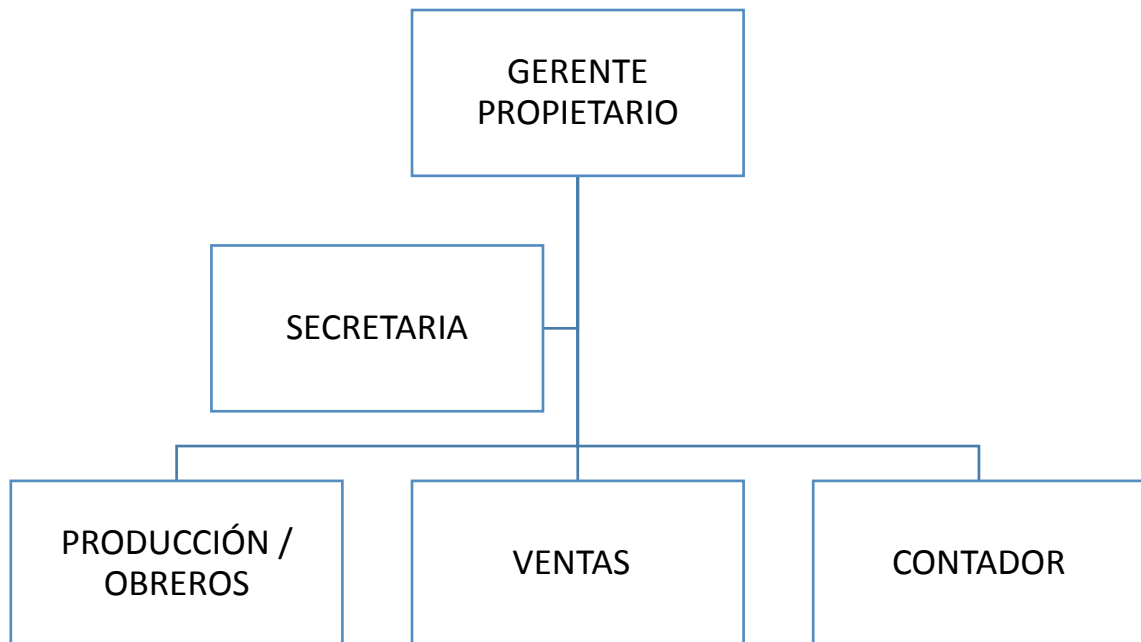 GERENTE
PROPIETARIO
SECRETARIA
PRODUCCIÓN /
OBREROS
VENTAS
CONTADOR